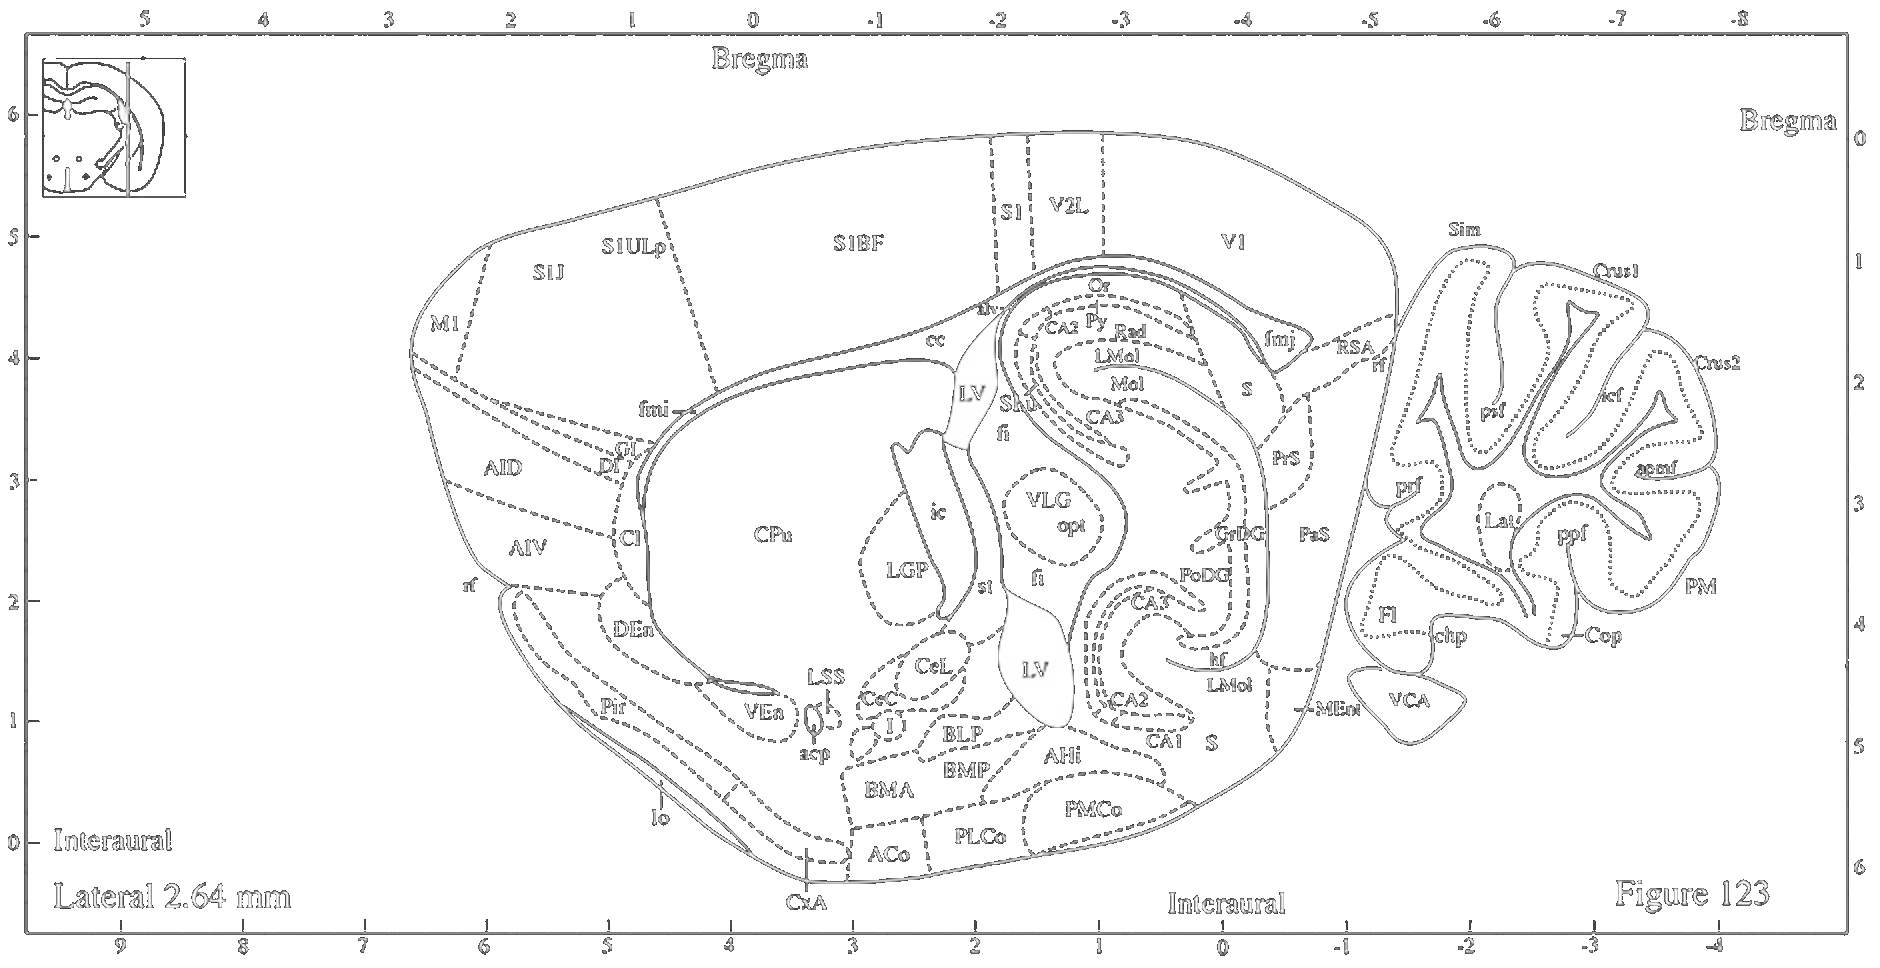 5 4 3 2 1 0 -1 -2 -3 -4 -5 -6 -7 -8
Bregma
6
Bregma
0
S1 V2L
Sim
5
S1ULp S1BF V1
1
S1J
Crus1
Or
alv
M1
CA2 Py Rad
cc fmj RSA
4
LMol
rf
Crus2
Mol
2
LV S
icf
fmi
psf
CA3
fi
GI
DI
AID
PrS
apmf
3
prf
VLG
3
ic
opt
Lat
CPu
GrDG PaS
ppf
Cl
AIV
LGP
fi
PoDG
rf
st
PM
2
CA3
Fl
4
DEn
chp
Cop
hf
CeL
LV
LSS
LMol
CeC
CA2
VCA
Pir
VEn
MEnt
1
I
BLP
CA1 S
5
acp
AHi
BMP
BMA
PMCo
lo
PLCo
0
Interaural
ACo
6
Lateral 2.64 mm
CxA
Interaural
Figure 123
9 8 7 6 5 4 3 2 1 0 -1 -2 -3 -4